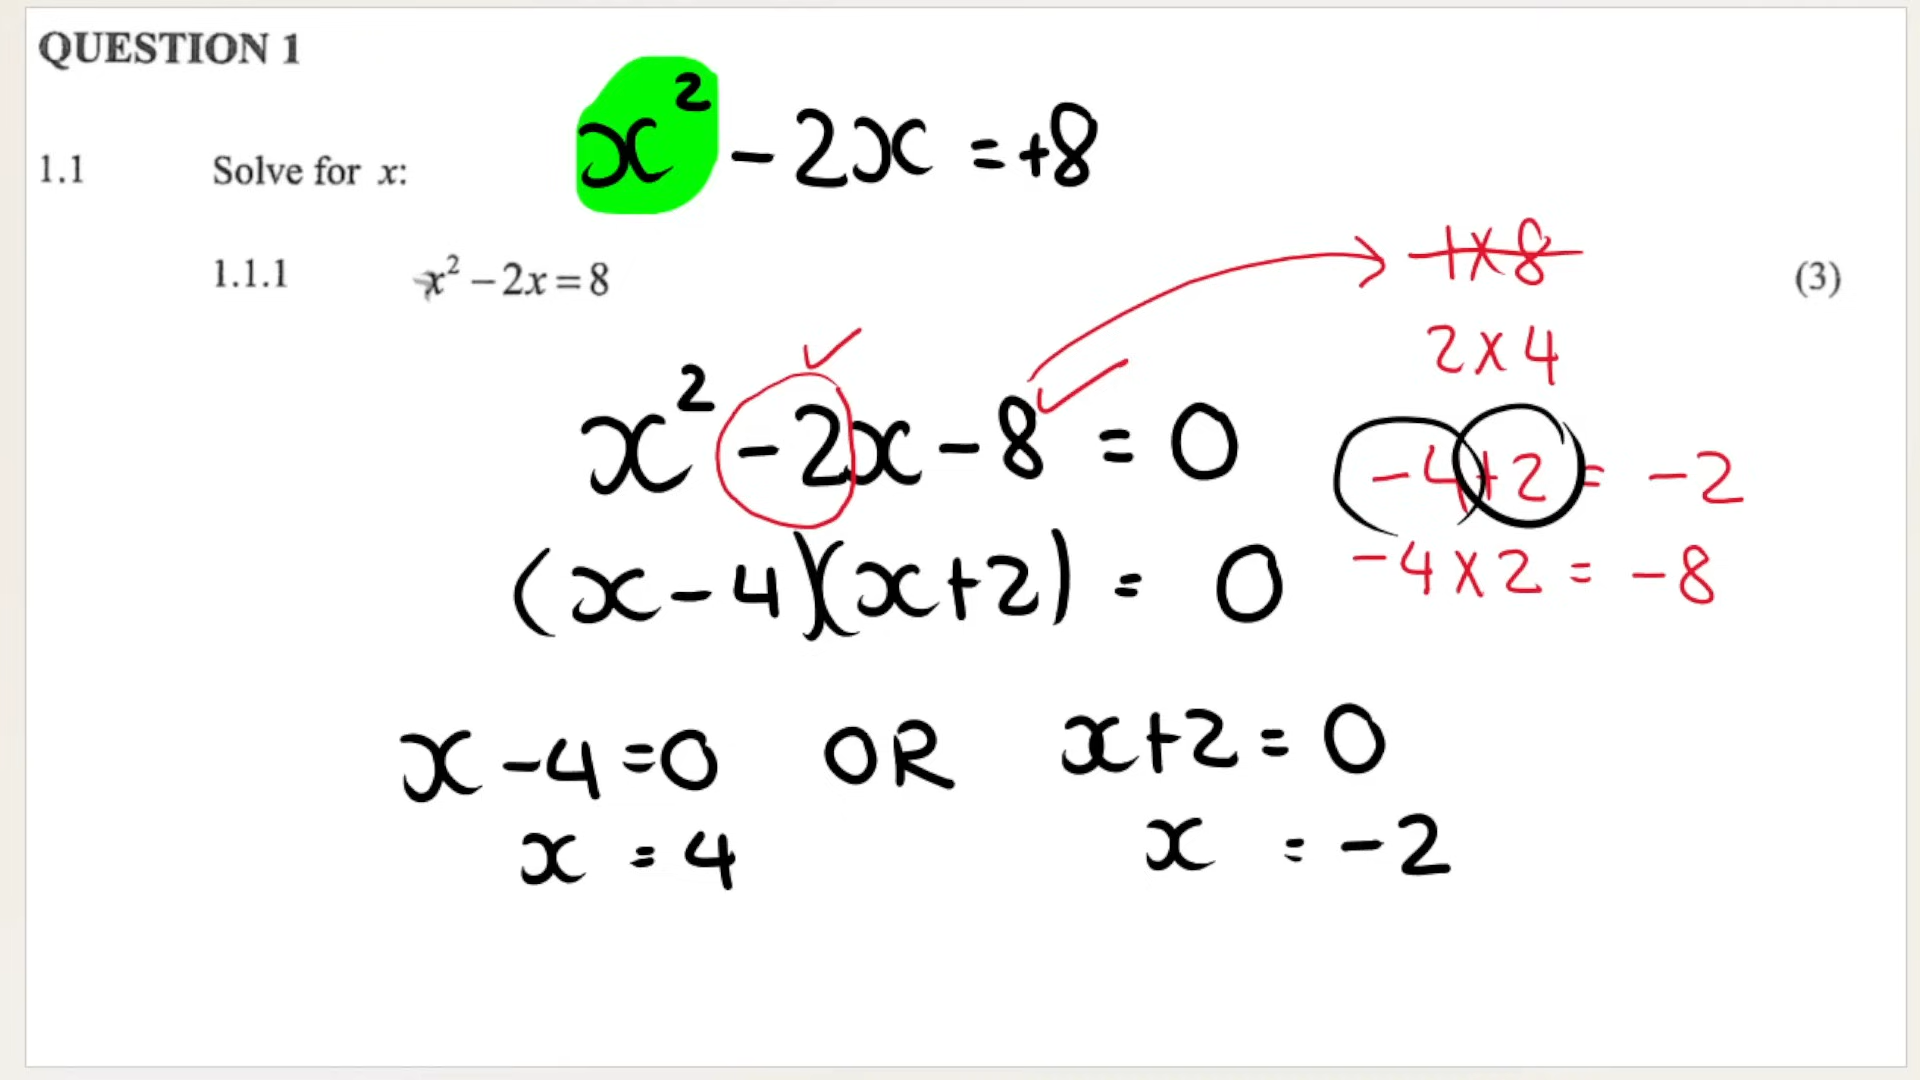 QUESTION 1
x² - 2x = +8
1.1 Solve for x:
1 x 8
1.1.1 x² - 2x = 8 (3)
2 x 4
x² - 2x - 8 = 0
-4+2 = -2
(x - 4)(x+2) = 0
-4 x 2 = -8
x - 4 = 0 OR x+2 = 0
x = 4 x = -2